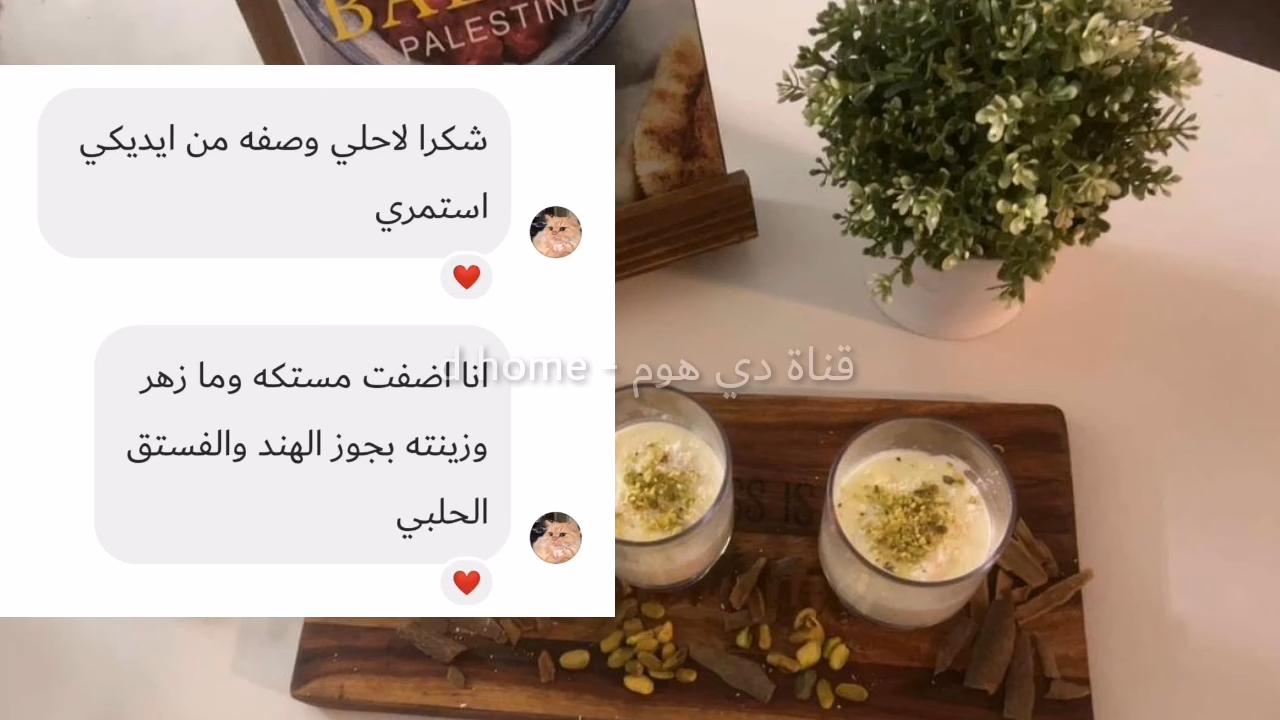 PALESTINE
شكرا لاحلي وصفه من ايديكي
استمري
انا اضفت مستكه وما زهر
وزينته بجوز الهند والفستق
الحلبي
قناة دي هوم - d home